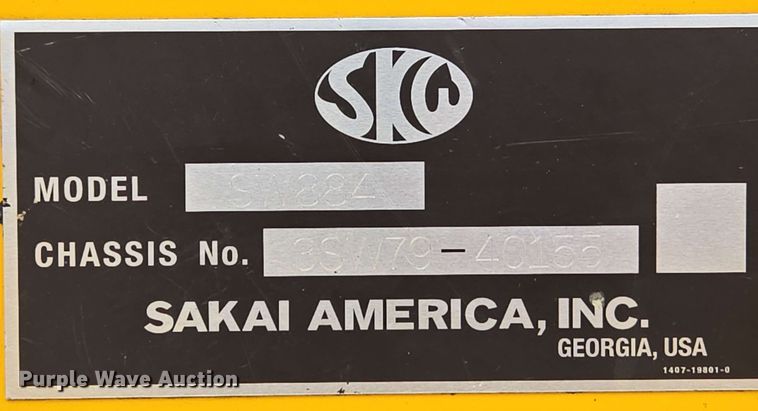 SKW
MODEL SW884
CHASSIS No. 3SW79-40155
SAKAI AMERICA, INC.
GEORGIA, USA
1407-19801-0
Purple Wave Auction